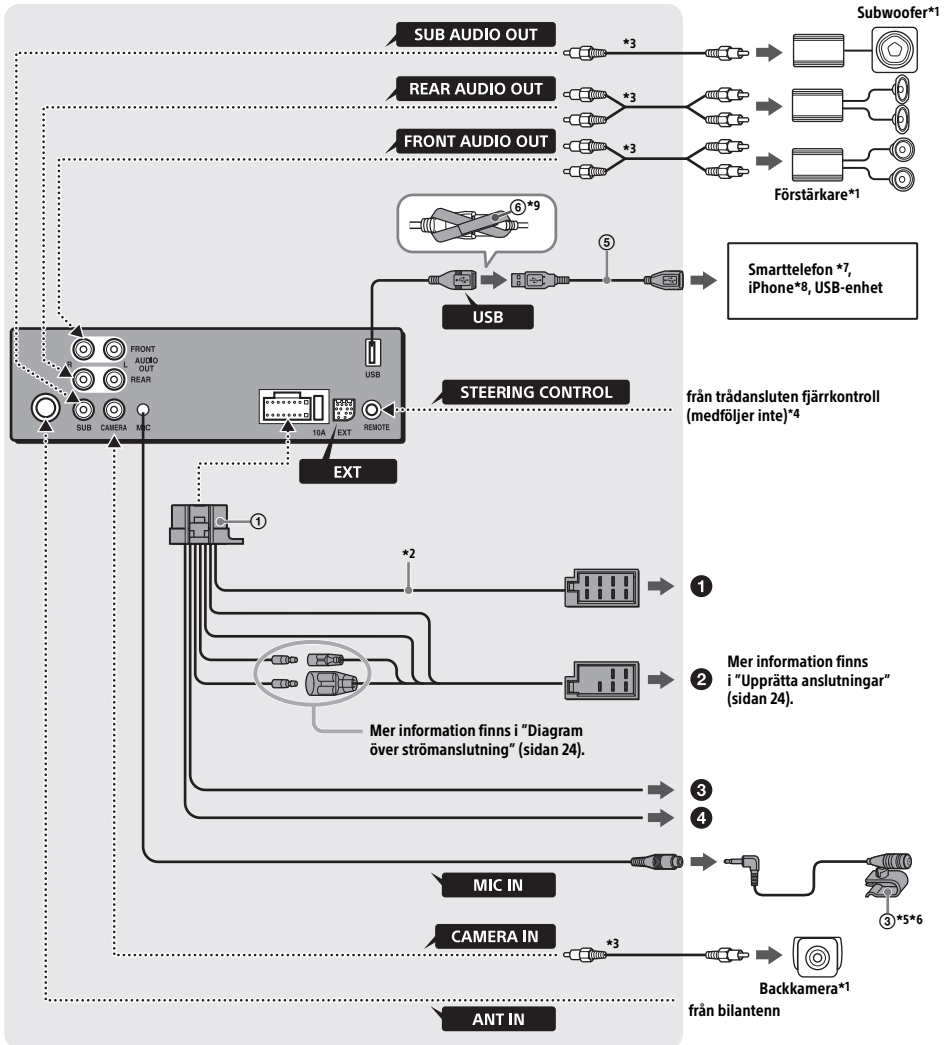 Subwoofer*1
SUB AUDIO OUT
*3
REAR AUDIO OUT
*3
FRONT AUDIO OUT
*3
Förstärkare*1
⑥*9
⑤
Smarttelefon *7,
iPhone*8, USB-enhet
USB
FRONT
R L AUDIO
OUT
REAR
USB
STEERING CONTROL
från trådansluten fjärrkontroll
(medföljer inte)*4
SUB CAMERA MIC
10A EXT REMOTE
EXT
①
*2
❶
❷
Mer information finns
i ”Upprätta anslutningar”
(sidan 24).
Mer information finns i ”Diagram
över strömanslutning” (sidan 24).
❸
❹
MIC IN
③*5*6
CAMERA IN
*3
Backkamera*1
från bilantenn
ANT IN